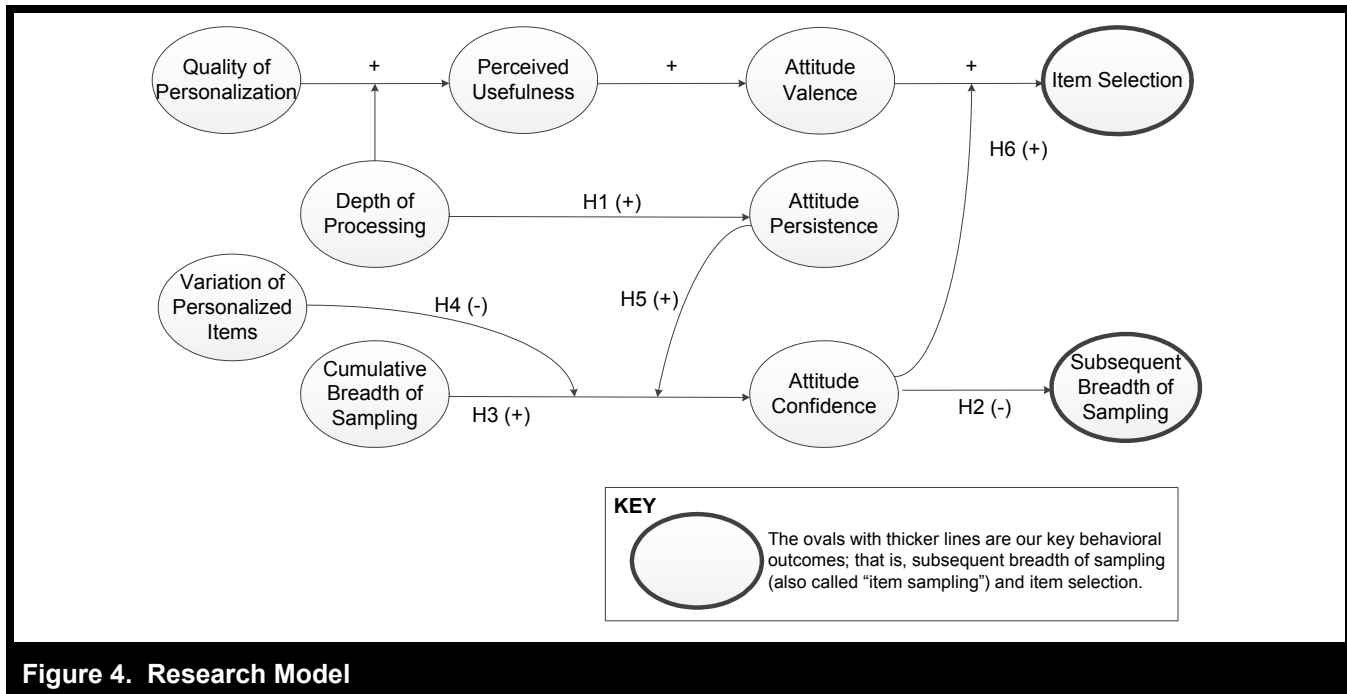 Quality of
Personalization
+
Perceived
Usefulness
+
Attitude
Valence
+
Item Selection
H6 (+)
Depth of
Processing
H1 (+)
Attitude
Persistence
Variation of
Personalized
Items
H4 (-)
H5 (+)
Cumulative
Breadth of
Sampling
H3 (+)
Attitude
Confidence
H2 (-)
Subsequent
Breadth of
Sampling
KEY
The ovals with thicker lines are our key behavioral
outcomes; that is, subsequent breadth of sampling
(also called “item sampling”) and item selection.
Figure 4. Research Model